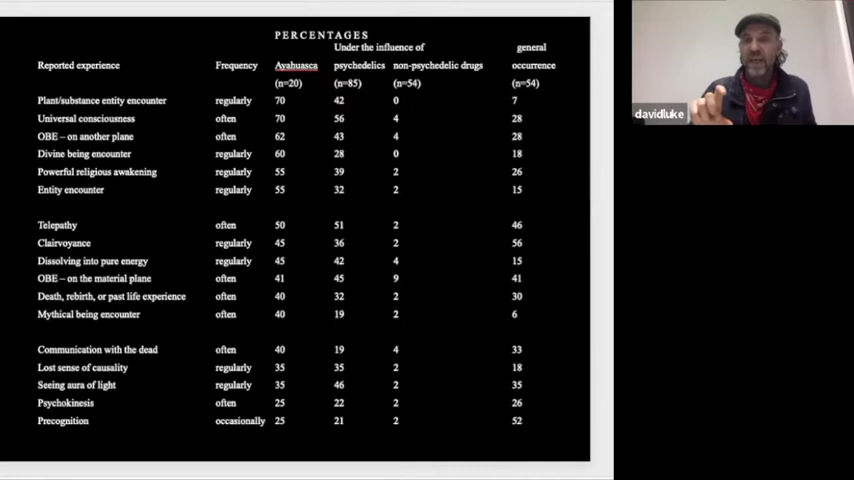 PERCENTAGES
Under the influence of general
Reported experience Frequency Ayahuasca psychedelics non-psychedelic drugs occurrence
(n=20) (n=85) (n=54) (n=54)
Plant/substance entity encounter regularly 70 42 0 7
Universal consciousness often 70 56 4 28
OBE – on another plane often 62 43 4 28
Divine being encounter regularly 60 28 0 18
Powerful religious awakening regularly 55 39 2 26
Entity encounter regularly 55 32 2 15
Telepathy often 50 51 2 46
Clairvoyance regularly 45 36 2 56
Dissolving into pure energy regularly 45 42 4 15
OBE – on the material plane often 41 45 9 41
Death, rebirth, or past life experience often 40 32 2 30
Mythical being encounter often 40 19 2 6
Communication with the dead often 40 19 4 33
Lost sense of causality regularly 35 35 2 18
Seeing aura of light regularly 35 46 2 35
Psychokinesis often 25 22 2 26
Precognition occasionally 25 21 2 52
davidluke